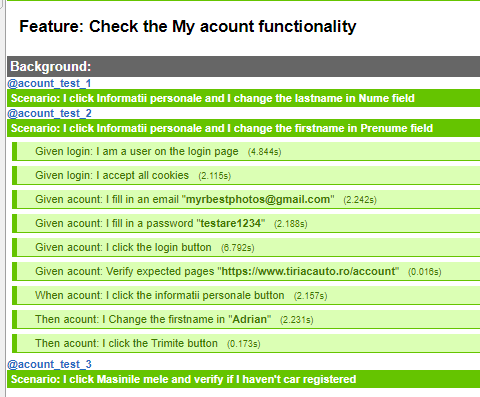 Feature: Check the My acount functionality
Background:
@acount_test_1
Scenario: I click Informatii personale and I change the lastname in Nume field
@acount_test_2
Scenario: I click Informatii personale and I change the firstname in Prenume field
Given login: I am a user on the login page (4.844s)
Given login: I accept all cookies (2.115s)
Given acount: I fill in an email "myrbestphotos@gmail.com" (2.242s)
Given acount: I fill in a password "testare1234" (2.188s)
Given acount: I click the login button (6.792s)
Given acount: Verify expected pages "https://www.tiriacauto.ro/account" (0.016s)
When acount: I click the informatii personale button (2.157s)
Then acount: I Change the firstname in "Adrian" (2.231s)
Then acount: I click the Trimite button (0.173s)
@acount_test_3
Scenario: I click Masinile mele and verify if I haven't car registered